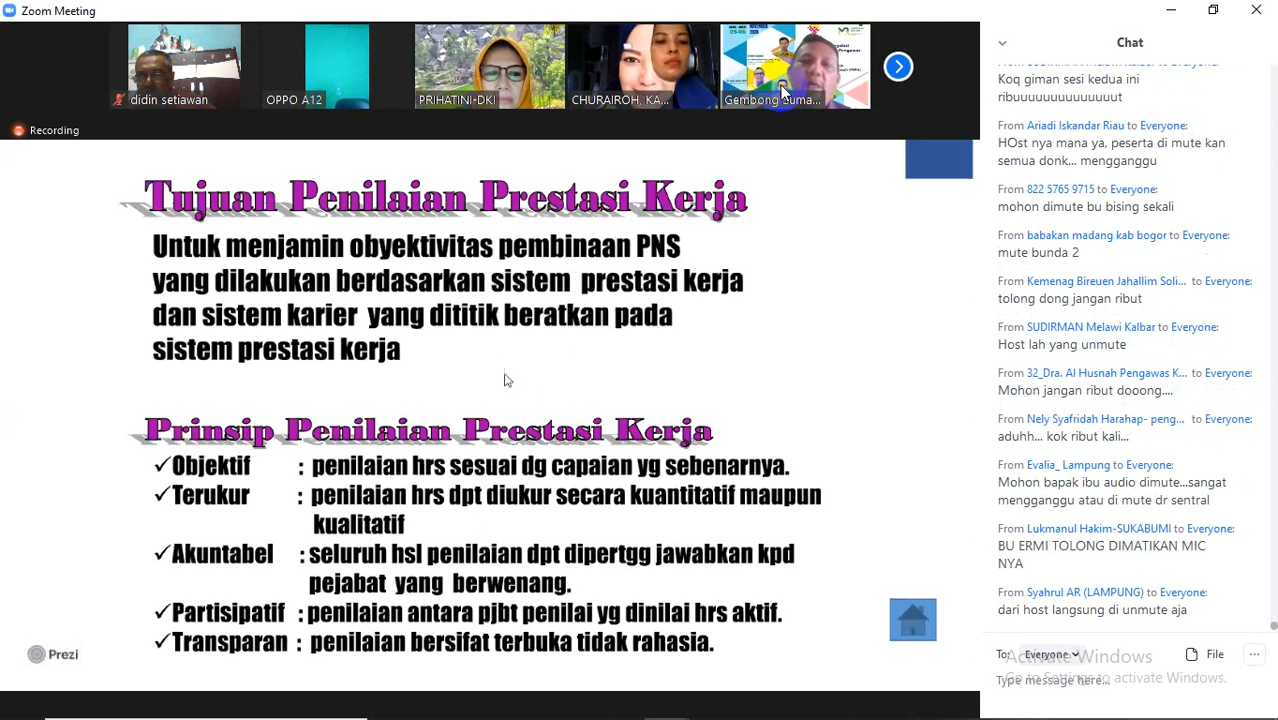 Zoom Meeting
didin setiawan
OPPO A12
PRIHATINI-DKI
CHURAIROH, KA...
Gembong Suma...
Recording
Tujuan Penilaian Prestasi Kerja
Untuk menjamin obyektivitas pembinaan PNS
yang dilakukan berdasarkan sistem prestasi kerja
dan sistem karier yang dititik beratkan pada
sistem prestasi kerja
Prinsip Penilaian Prestasi Kerja
✓Objektif : penilaian hrs sesuai dg capaian yg sebenarnya.
✓Terukur : penilaian hrs dpt diukur secara kuantitatif maupun
kualitatif
✓Akuntabel : seluruh hsl penilaian dpt dipertgg jawabkan kpd
pejabat yang berwenang.
✓Partisipatif : penilaian antara pjbt penilai yg dinilai hrs aktif.
✓Transparan : penilaian bersifat terbuka tidak rahasia.
Prezi
Chat
From SUDIRMAN Melawi Kalbar to Everyone:
Koq giman sesi kedua ini
ribuuuuuuuuuuuuut
From Ariadi Iskandar Riau to Everyone:
HOst nya mana ya, peserta di mute kan
semua donk... mengganggu
From 822 5765 9715 to Everyone:
mohon dimute bu bising sekali
From babakan madang kab bogor to Everyone:
mute bunda 2
From Kemenag Bireuen Jahallim Soli... to Everyone:
tolong dong jangan ribut
From SUDIRMAN Melawi Kalbar to Everyone:
Host lah yang unmute
From 32_Dra. Al Husnah Pengawas K... to Everyone:
Mohon jangan ribut dooong....
From Nely Syafridah Harahap- peng... to Everyone:
aduhh... kok ribut kali...
From Evalia_ Lampung to Everyone:
Mohon bapak ibu audio dimute...sangat
mengganggu atau di mute dr sentral
From Lukmanul Hakim-SUKABUMI to Everyone:
BU ERMI TOLONG DIMATIKAN MIC
NYA
From Syahrul AR (LAMPUNG) to Everyone:
dari host langsung di unmute aja
To: Everyone File ...
Activate Windows
Go to Settings to activate Windows.
Type message here...